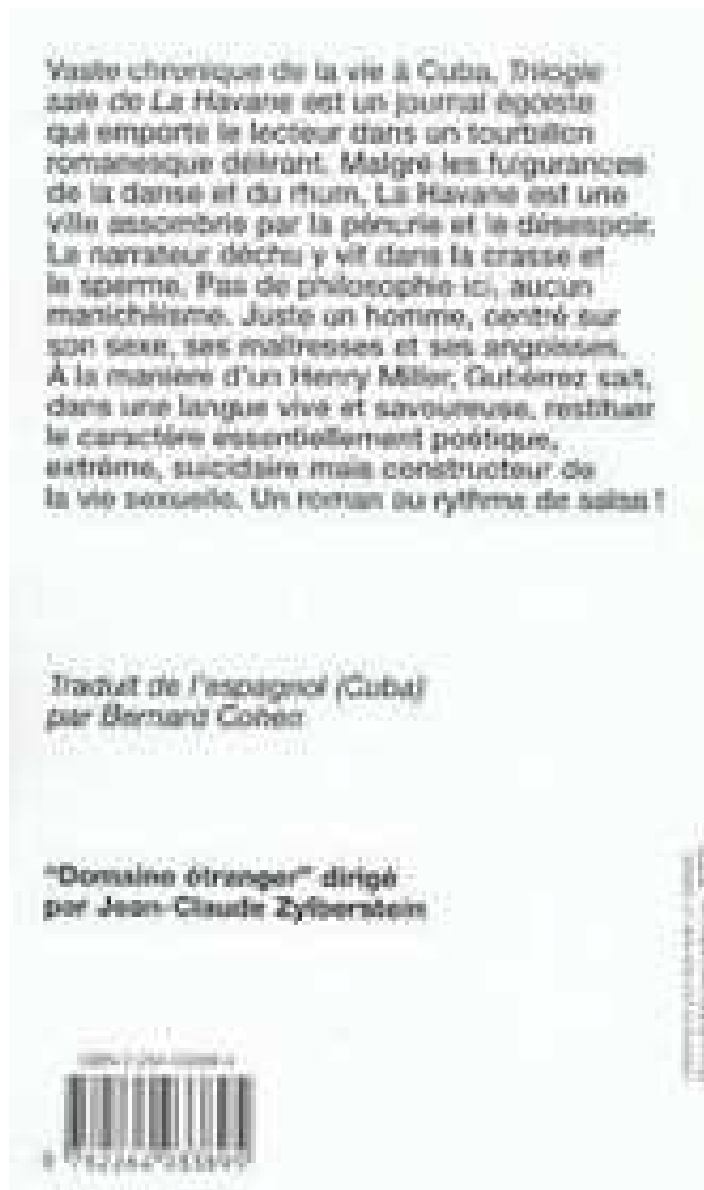 Vaste chronique de la vie à Cuba, Trilogie
sale de La Havane est un journal égoïste
qui emporte le lecteur dans un tourbillon
romanesque délirant. Malgré les fulgurances
de la danse et du rhum, La Havane est une
ville assombrie par la pénurie et le désespoir.
Le narrateur déchu y vit dans la crasse et
le sperme. Pas de philosophie ici, aucun
manichéisme. Juste un homme, centré sur
son sexe, ses maîtresses et ses angoisses.
À la manière d'un Henry Miller, Gutiérrez sait,
dans une langue vive et savoureuse, restituer
le caractère essentiellement poétique,
extrême, suicidaire mais constructeur de
la vie sexuelle. Un roman au rythme de salsa !
Traduit de l'espagnol (Cuba)
par Bernard Cohen
"Domaine étranger" dirigé
par Jean-Claude Zylberstein